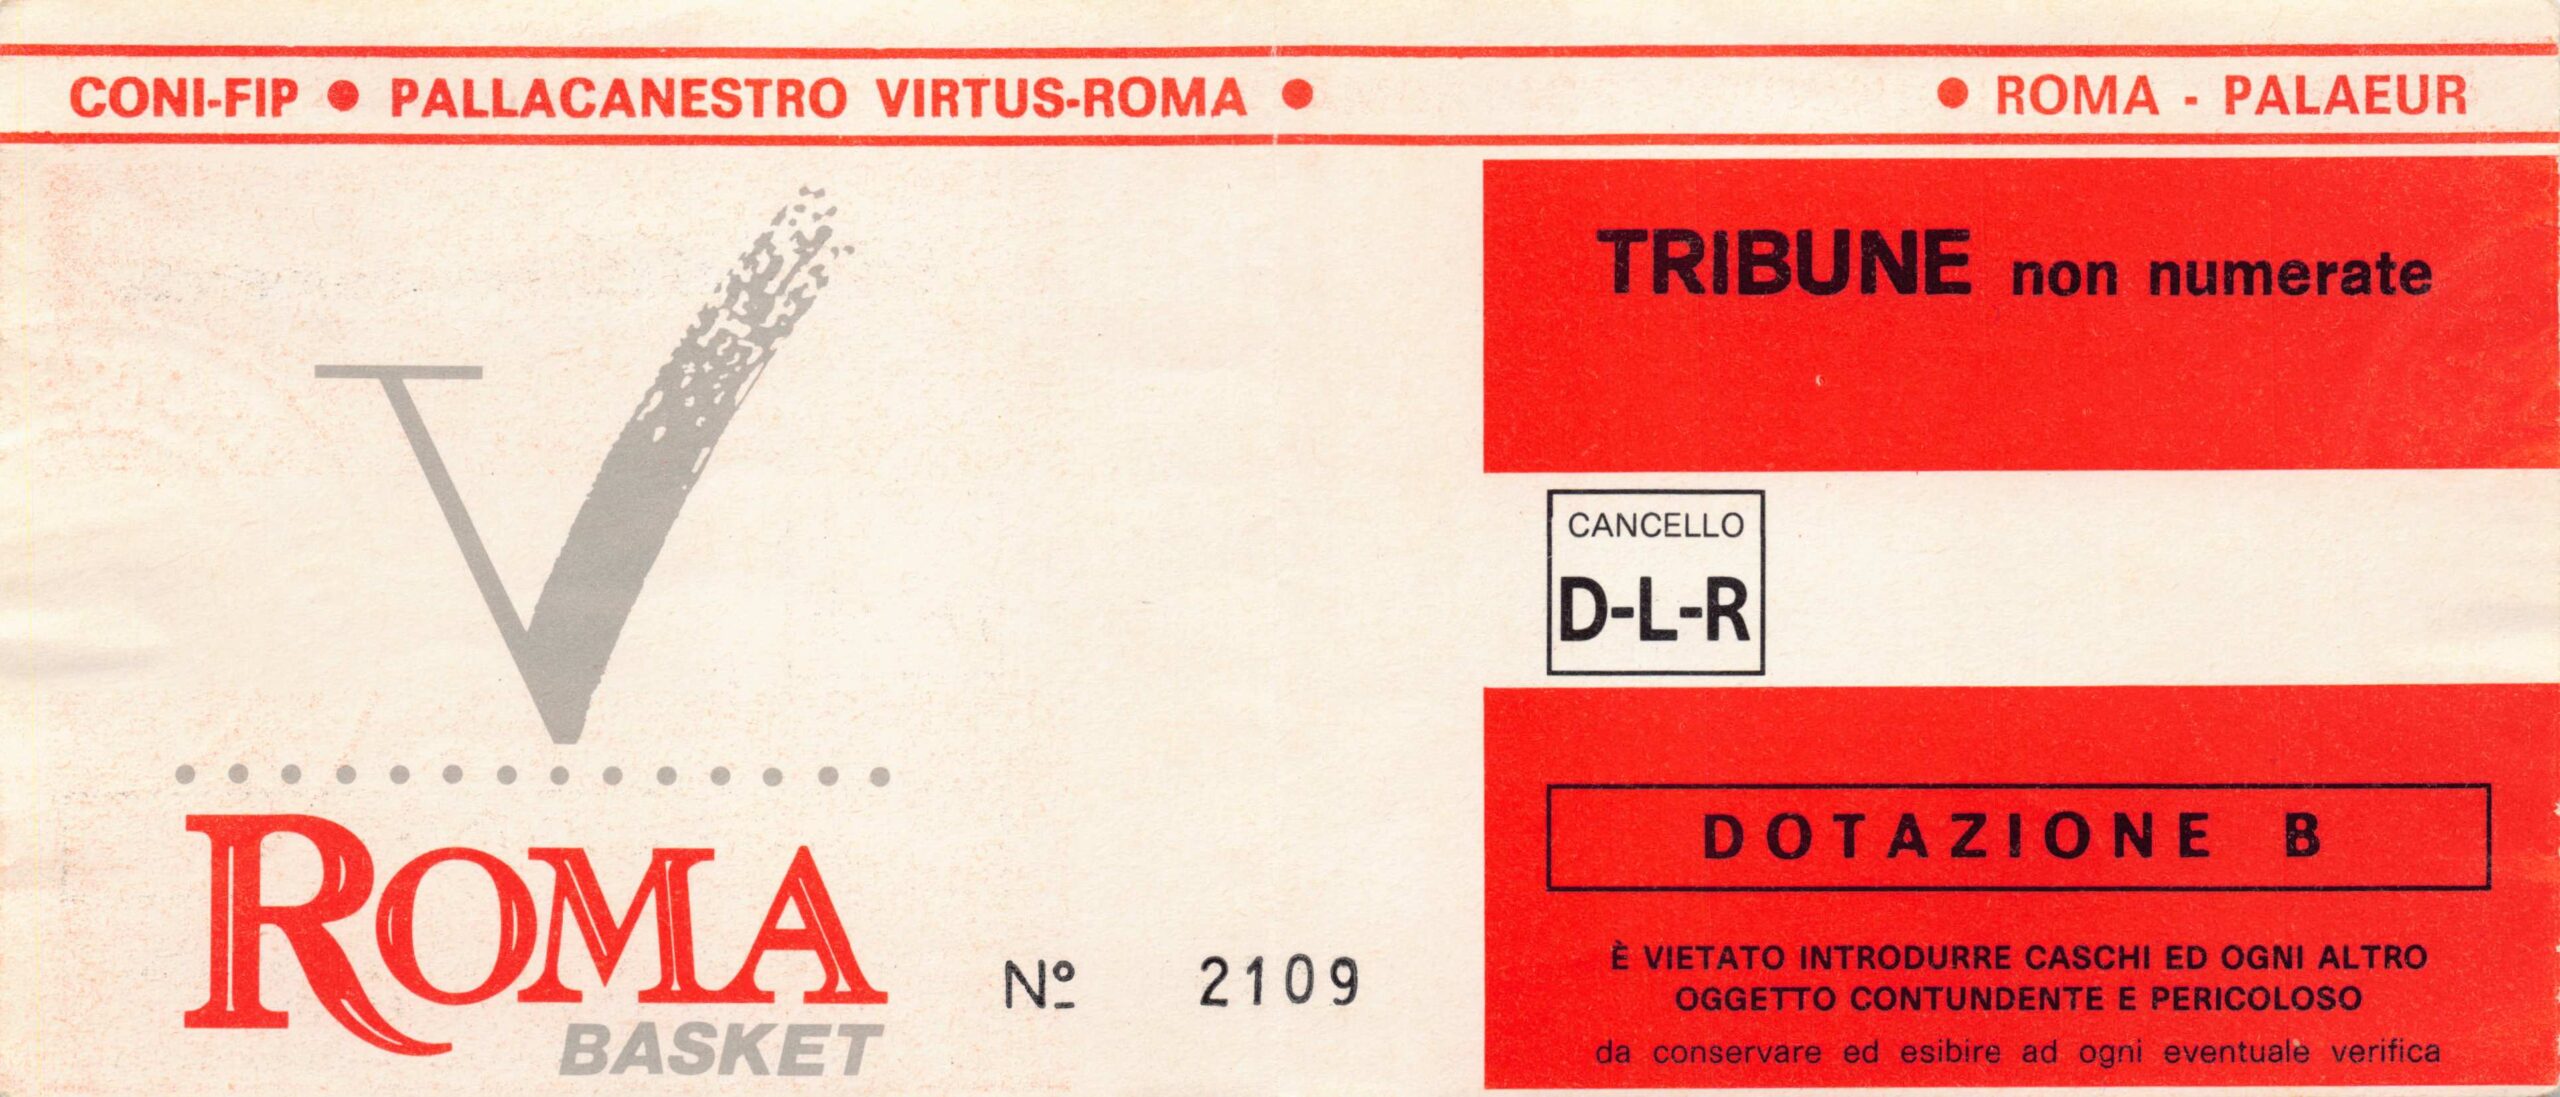 CONI-FIP ● PALLACANESTRO VIRTUS-ROMA ● ● ROMA - PALAEUR
TRIBUNE non numerate
CANCELLO
D-L-R
V
ROMA
BASKET
Nº 2109
DOTAZIONE B
È VIETATO INTRODURRE CASCHI ED OGNI ALTRO
OGGETTO CONTUNDENTE E PERICOLOSO
da conservare ed esibire ad ogni eventuale verifica